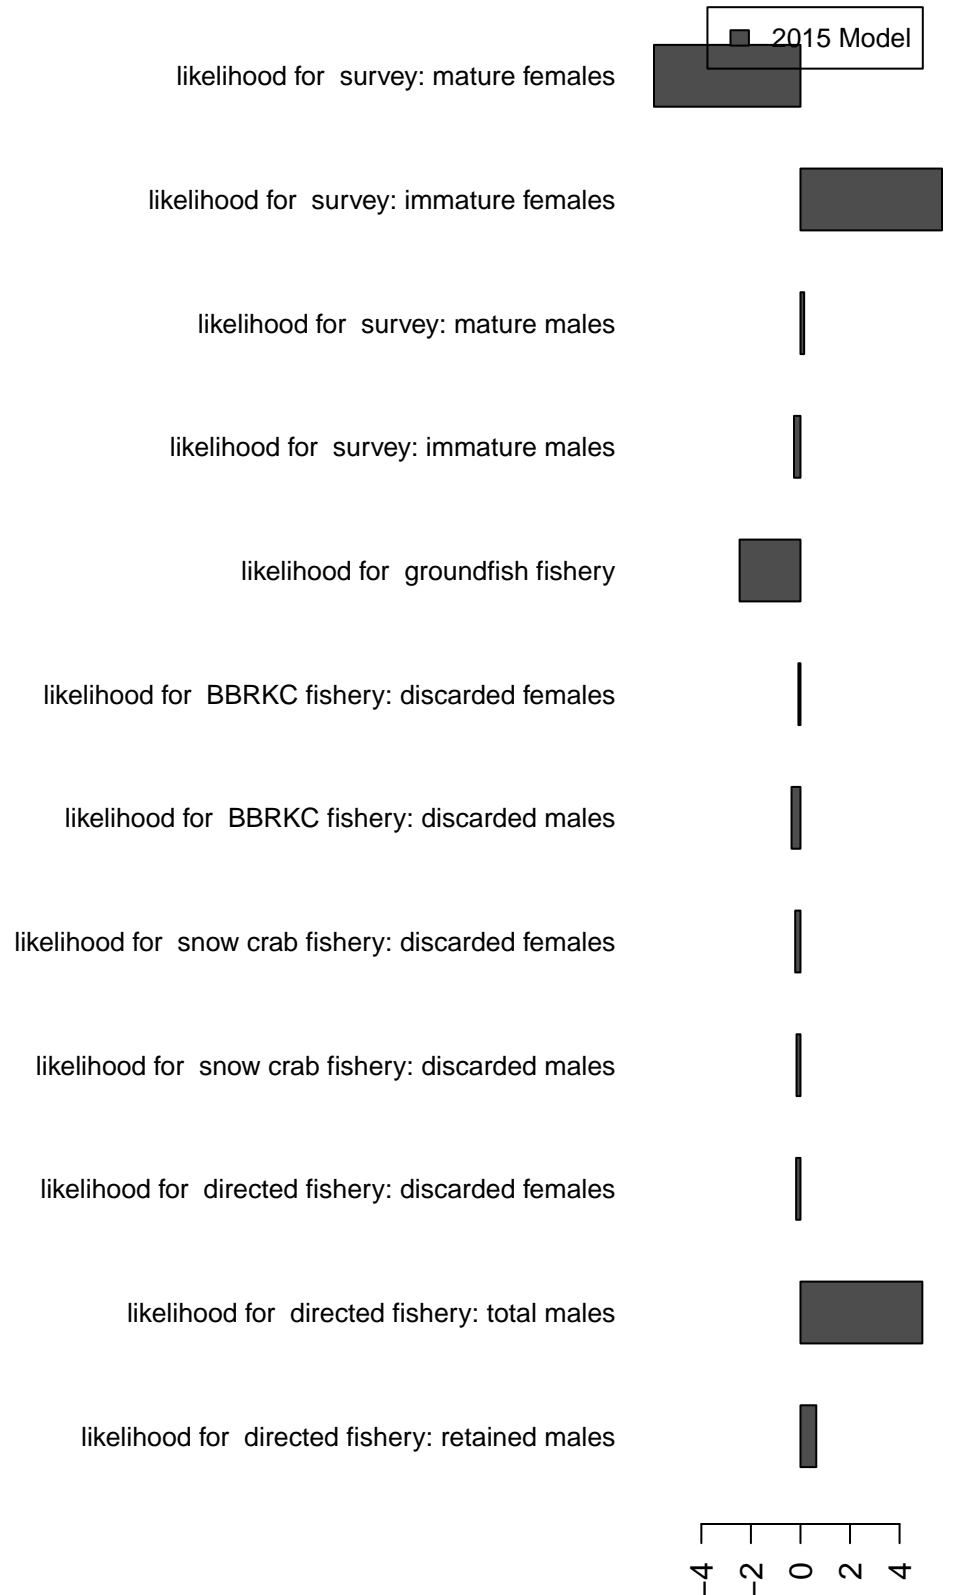 2015 Model
likelihood for  survey: mature females
likelihood for  survey: immature females
likelihood for  survey: mature males
likelihood for  survey: immature males
likelihood for  groundfish fishery
likelihood for  BBRKC fishery: discarded females
likelihood for  BBRKC fishery: discarded males
likelihood for  snow crab fishery: discarded females
likelihood for  snow crab fishery: discarded males
likelihood for  directed fishery: discarded females
likelihood for  directed fishery: total males
likelihood for  directed fishery: retained males
−4 −2 0 2 4